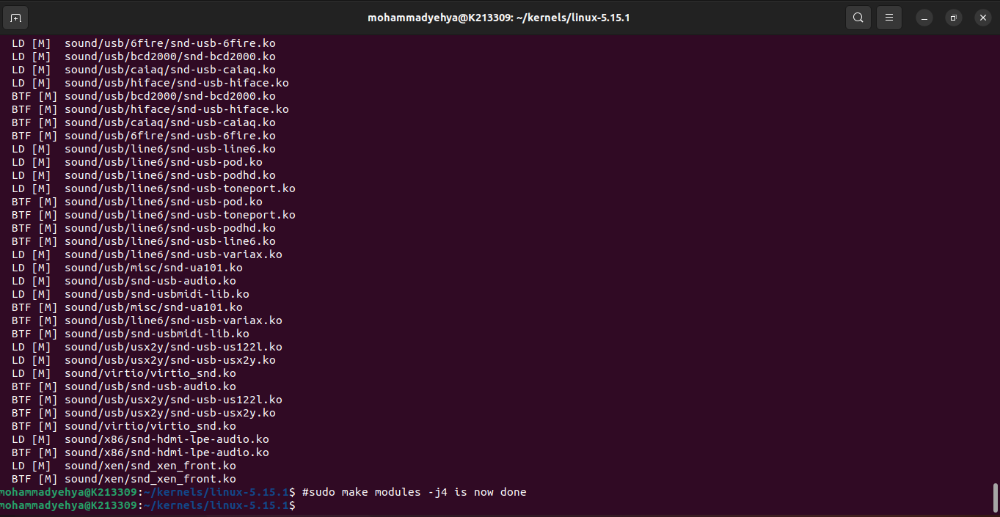 mohammadyehya@K213309: ~/kernels/linux-5.15.1
LD [M]  sound/usb/6fire/snd-usb-6fire.ko
LD [M]  sound/usb/bcd2000/snd-bcd2000.ko
LD [M]  sound/usb/caiaq/snd-usb-caiaq.ko
LD [M]  sound/usb/hiface/snd-usb-hiface.ko
BTF [M] sound/usb/bcd2000/snd-bcd2000.ko
BTF [M] sound/usb/hiface/snd-usb-hiface.ko
BTF [M] sound/usb/caiaq/snd-usb-caiaq.ko
BTF [M] sound/usb/6fire/snd-usb-6fire.ko
LD [M]  sound/usb/line6/snd-usb-line6.ko
LD [M]  sound/usb/line6/snd-usb-pod.ko
LD [M]  sound/usb/line6/snd-usb-podhd.ko
LD [M]  sound/usb/line6/snd-usb-toneport.ko
BTF [M] sound/usb/line6/snd-usb-pod.ko
BTF [M] sound/usb/line6/snd-usb-toneport.ko
BTF [M] sound/usb/line6/snd-usb-podhd.ko
BTF [M] sound/usb/line6/snd-usb-line6.ko
LD [M]  sound/usb/line6/snd-usb-variax.ko
LD [M]  sound/usb/misc/snd-ua101.ko
LD [M]  sound/usb/snd-usb-audio.ko
LD [M]  sound/usb/snd-usbmidi-lib.ko
BTF [M] sound/usb/misc/snd-ua101.ko
BTF [M] sound/usb/line6/snd-usb-variax.ko
BTF [M] sound/usb/snd-usbmidi-lib.ko
LD [M]  sound/usb/usx2y/snd-usb-us122l.ko
LD [M]  sound/usb/usx2y/snd-usb-usx2y.ko
LD [M]  sound/virtio/virtio_snd.ko
BTF [M] sound/usb/snd-usb-audio.ko
BTF [M] sound/usb/usx2y/snd-usb-us122l.ko
BTF [M] sound/usb/usx2y/snd-usb-usx2y.ko
BTF [M] sound/virtio/virtio_snd.ko
LD [M]  sound/x86/snd-hdmi-lpe-audio.ko
BTF [M] sound/x86/snd-hdmi-lpe-audio.ko
LD [M]  sound/xen/snd_xen_front.ko
BTF [M] sound/xen/snd_xen_front.ko
mohammadyehya@K213309:~/kernels/linux-5.15.1$ #sudo make modules -j4 is now done
mohammadyehya@K213309:~/kernels/linux-5.15.1$